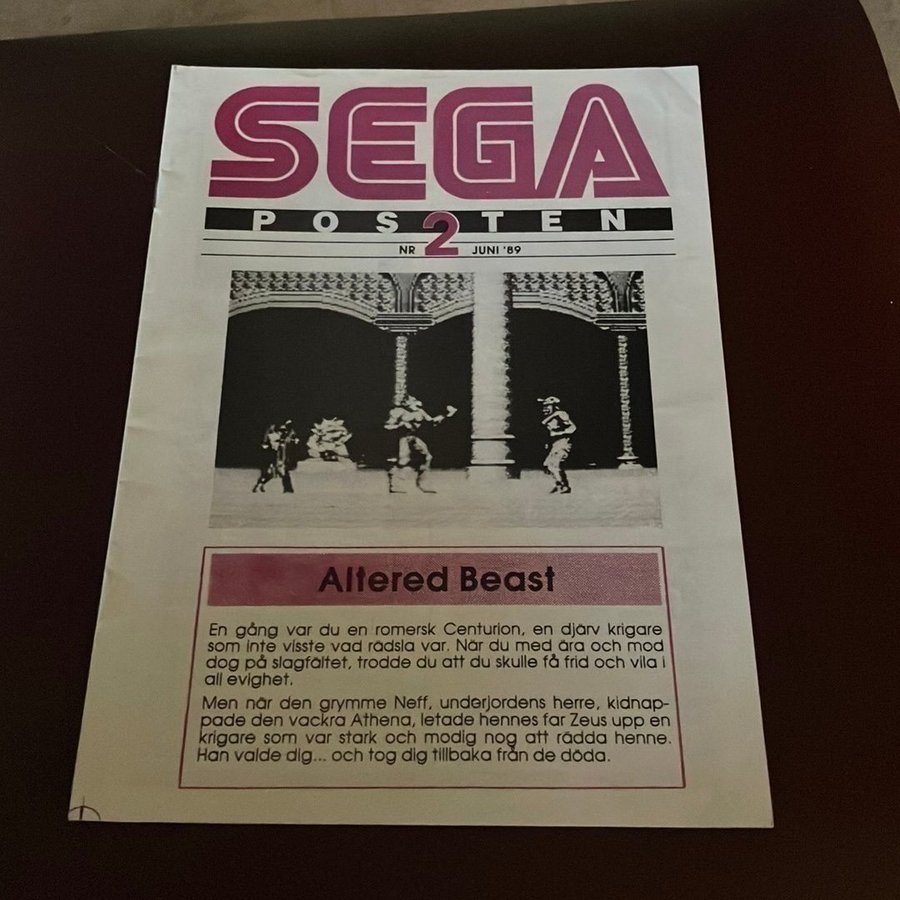 SEGA
POSTEN
NR 2 JUNI '89
Altered Beast
En gång var du en romersk Centurion, en djärv krigare
som inte visste vad rädsla var. När du med ära och mod
dog på slagfältet, trodde du att du skulle få frid och vila i
all evighet.
Men när den grymme Neff, underjordens herre, kidnap-
pade den vackra Athena, letade hennes far Zeus upp en
krigare som var stark och modig nog att rädda henne.
Han valde dig... och tog dig tillbaka från de döda.